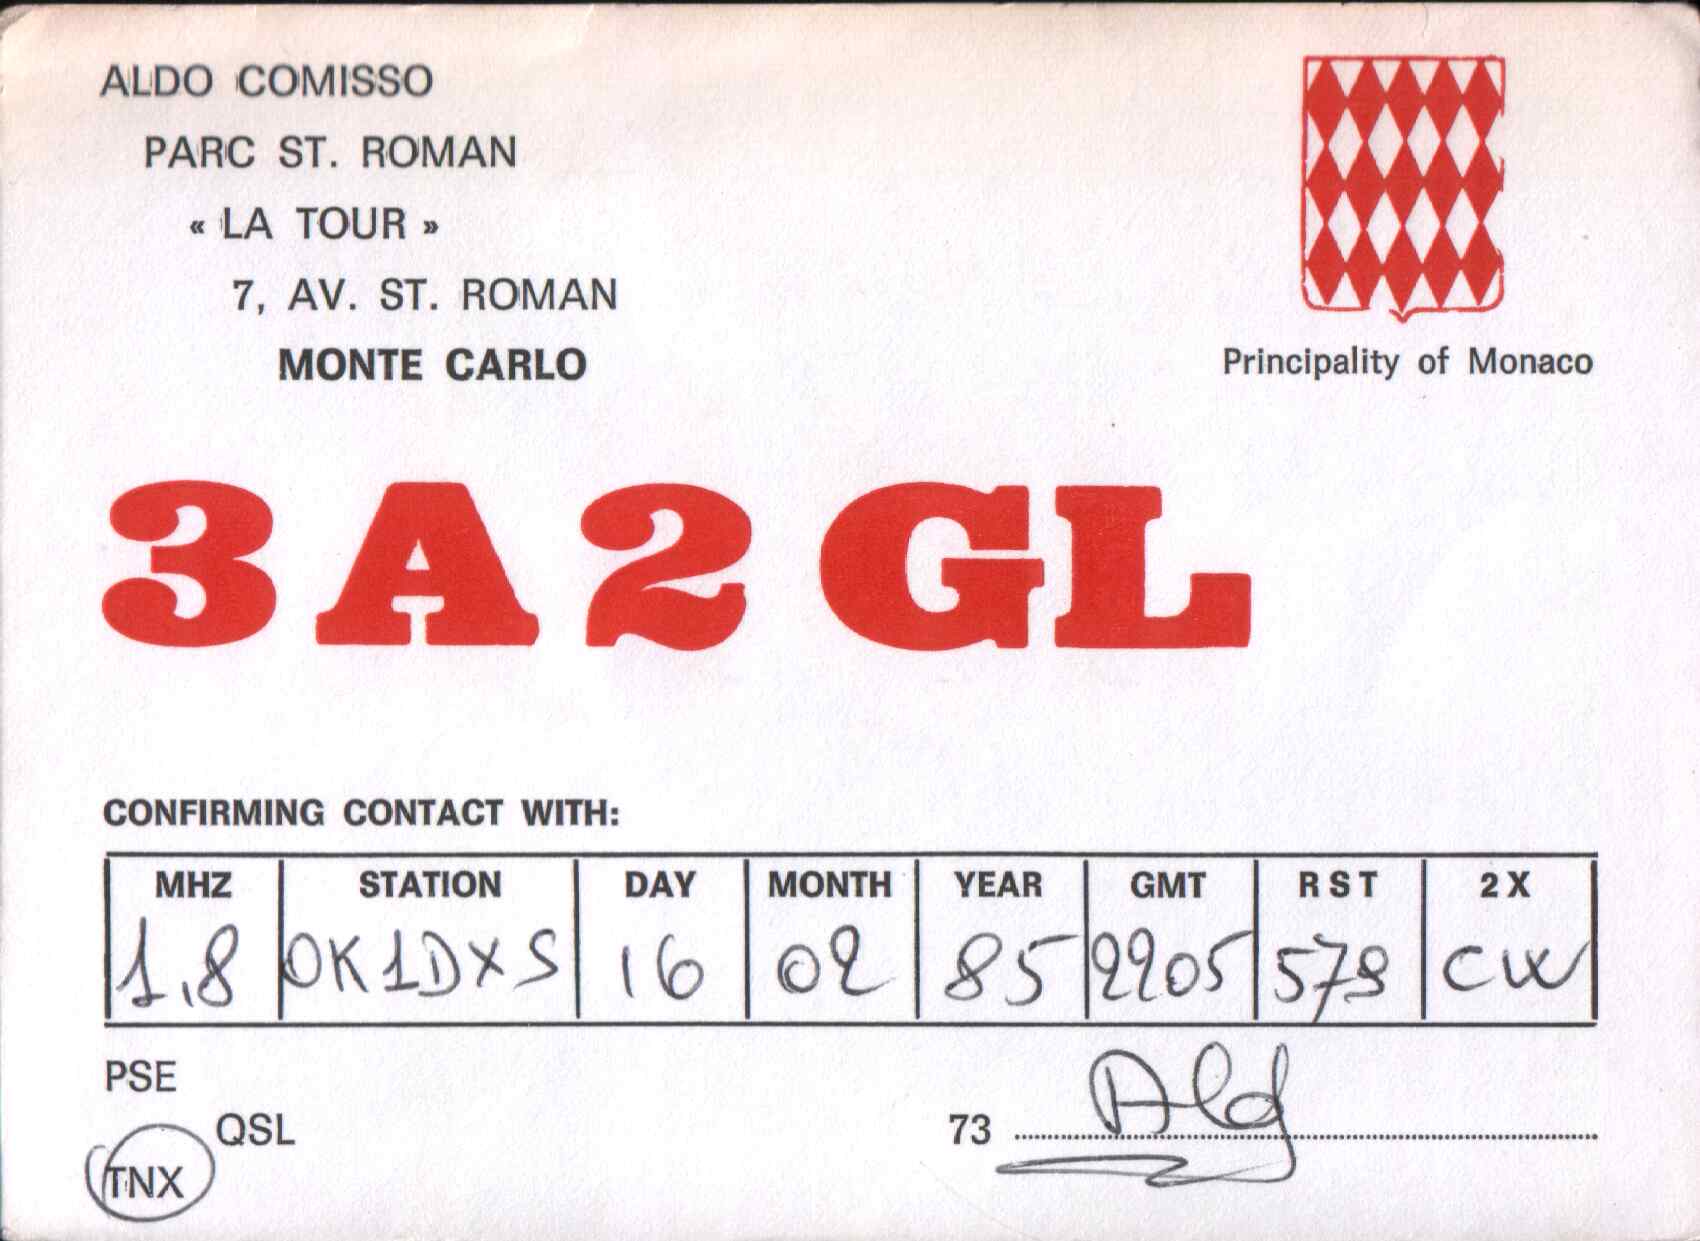 ALDO COMISSO
PARC ST. ROMAN
« LA TOUR »
7, AV. ST. ROMAN
MONTE CARLO
Principality of Monaco
3A2GL
CONFIRMING CONTACT WITH:
MHZ STATION DAY MONTH YEAR GMT RST 2X
1,8 OK1DXS 16 02 85 2205 579 CW
PSE
QSL
TNX
73 Aldo